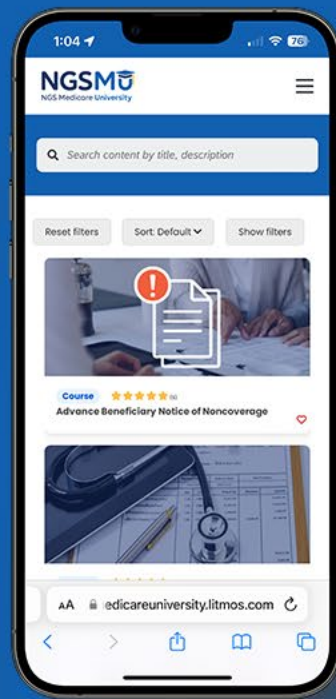 1:04
76
NGSMU
NGS Medicare University
Search content by title, description
Reset filters
Sort: Default
Show filters
Course
Advance Beneficiary Notice of Noncoverage
AA
edicareuniversity.litmos.com